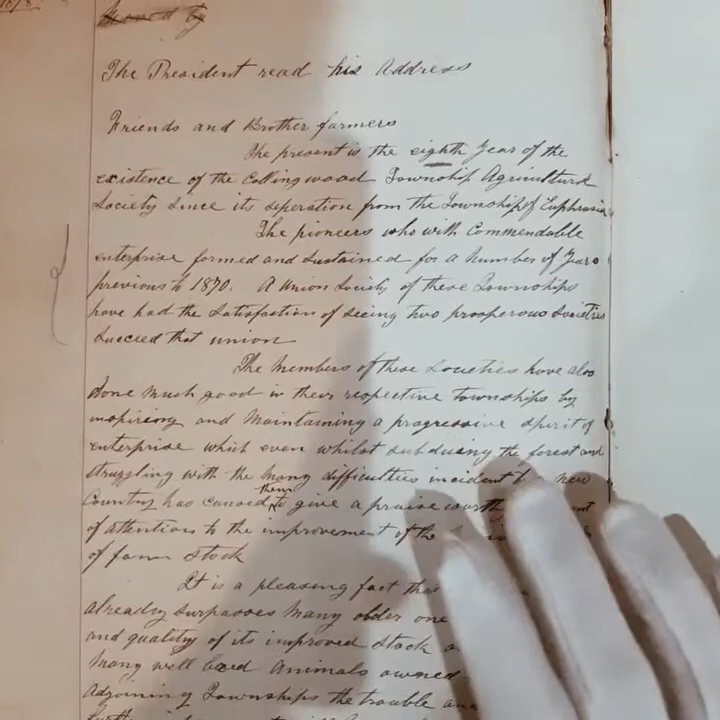 Moved by
The President read his Address
Friends and Brother farmers
The present is the eighth Year of the
existence of the Collingwood Township Agricultural
Society since its seperation from the Township of Euphrasia
The pioneers who with Commendable
enterprise formed and Sustained for a Number of Years
previous to 1870. A Union Society of these Townships
have had the Satisfaction of seeing two prosperous Societies
Succeed that union
The Members of these Societies have also
done Much good in their respective townships by
inspiring and Maintaining a progressive spirit of
enterprise which even whilst subduing the forest and
struggling with the Many difficulties incident new
them
Country has caused to give a praise worth
of attention to the improvement of the
of farm Stock
It is a pleasing fact tha
already surpasses Many older one
and quality of its improved Stock a
Many well bred Animals owned
Adjoining Townships the trouble an